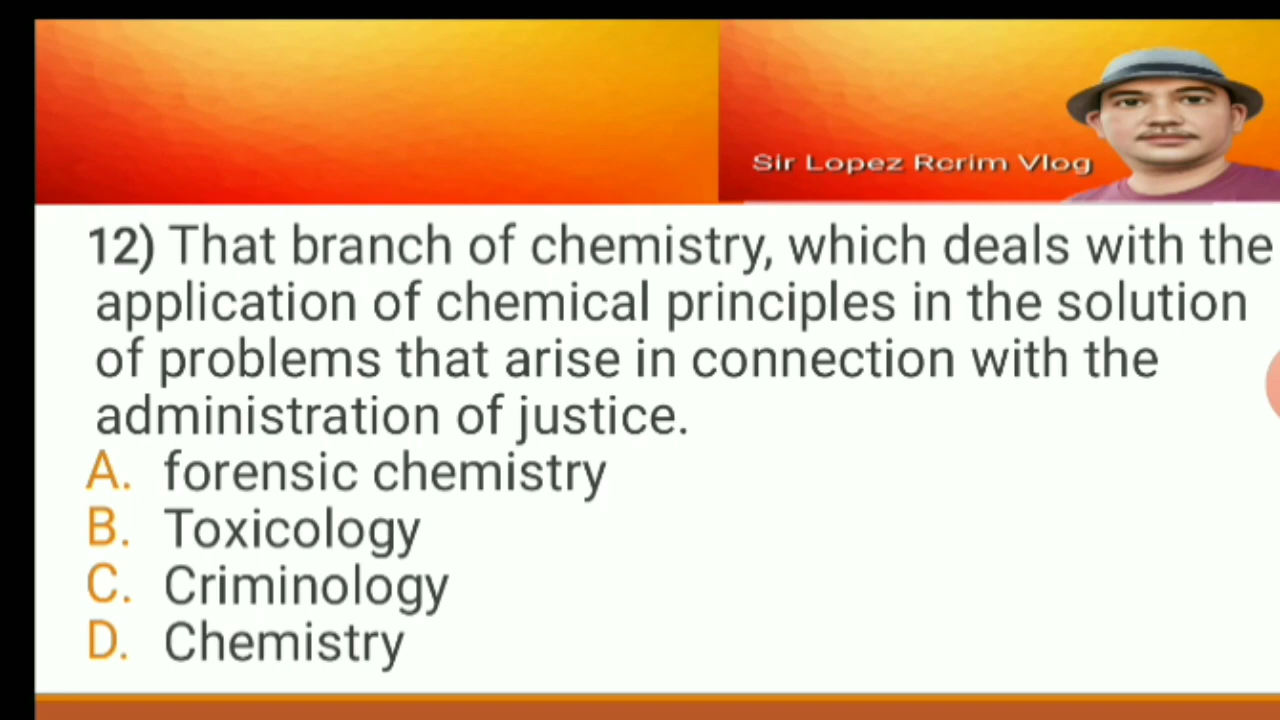 Sir Lopez Rcrim Vlog
12) That branch of chemistry, which deals with the
application of chemical principles in the solution
of problems that arise in connection with the
administration of justice.
A. forensic chemistry
B. Toxicology
C. Criminology
D. Chemistry